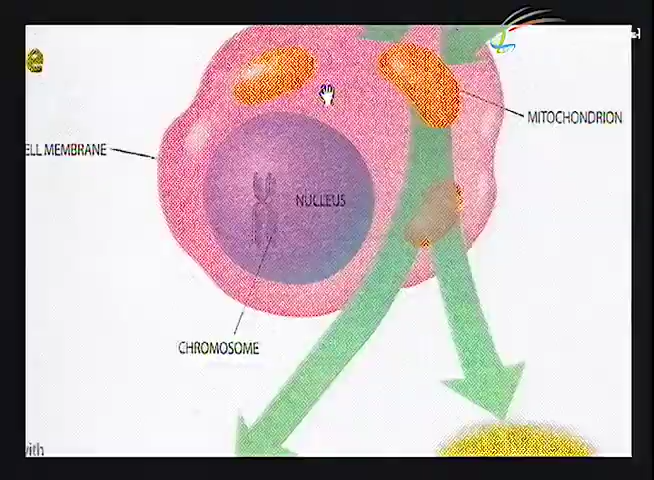 e
ELL MEMBRANE
MITOCHONDRION
NUCLEUS
CHROMOSOME
with